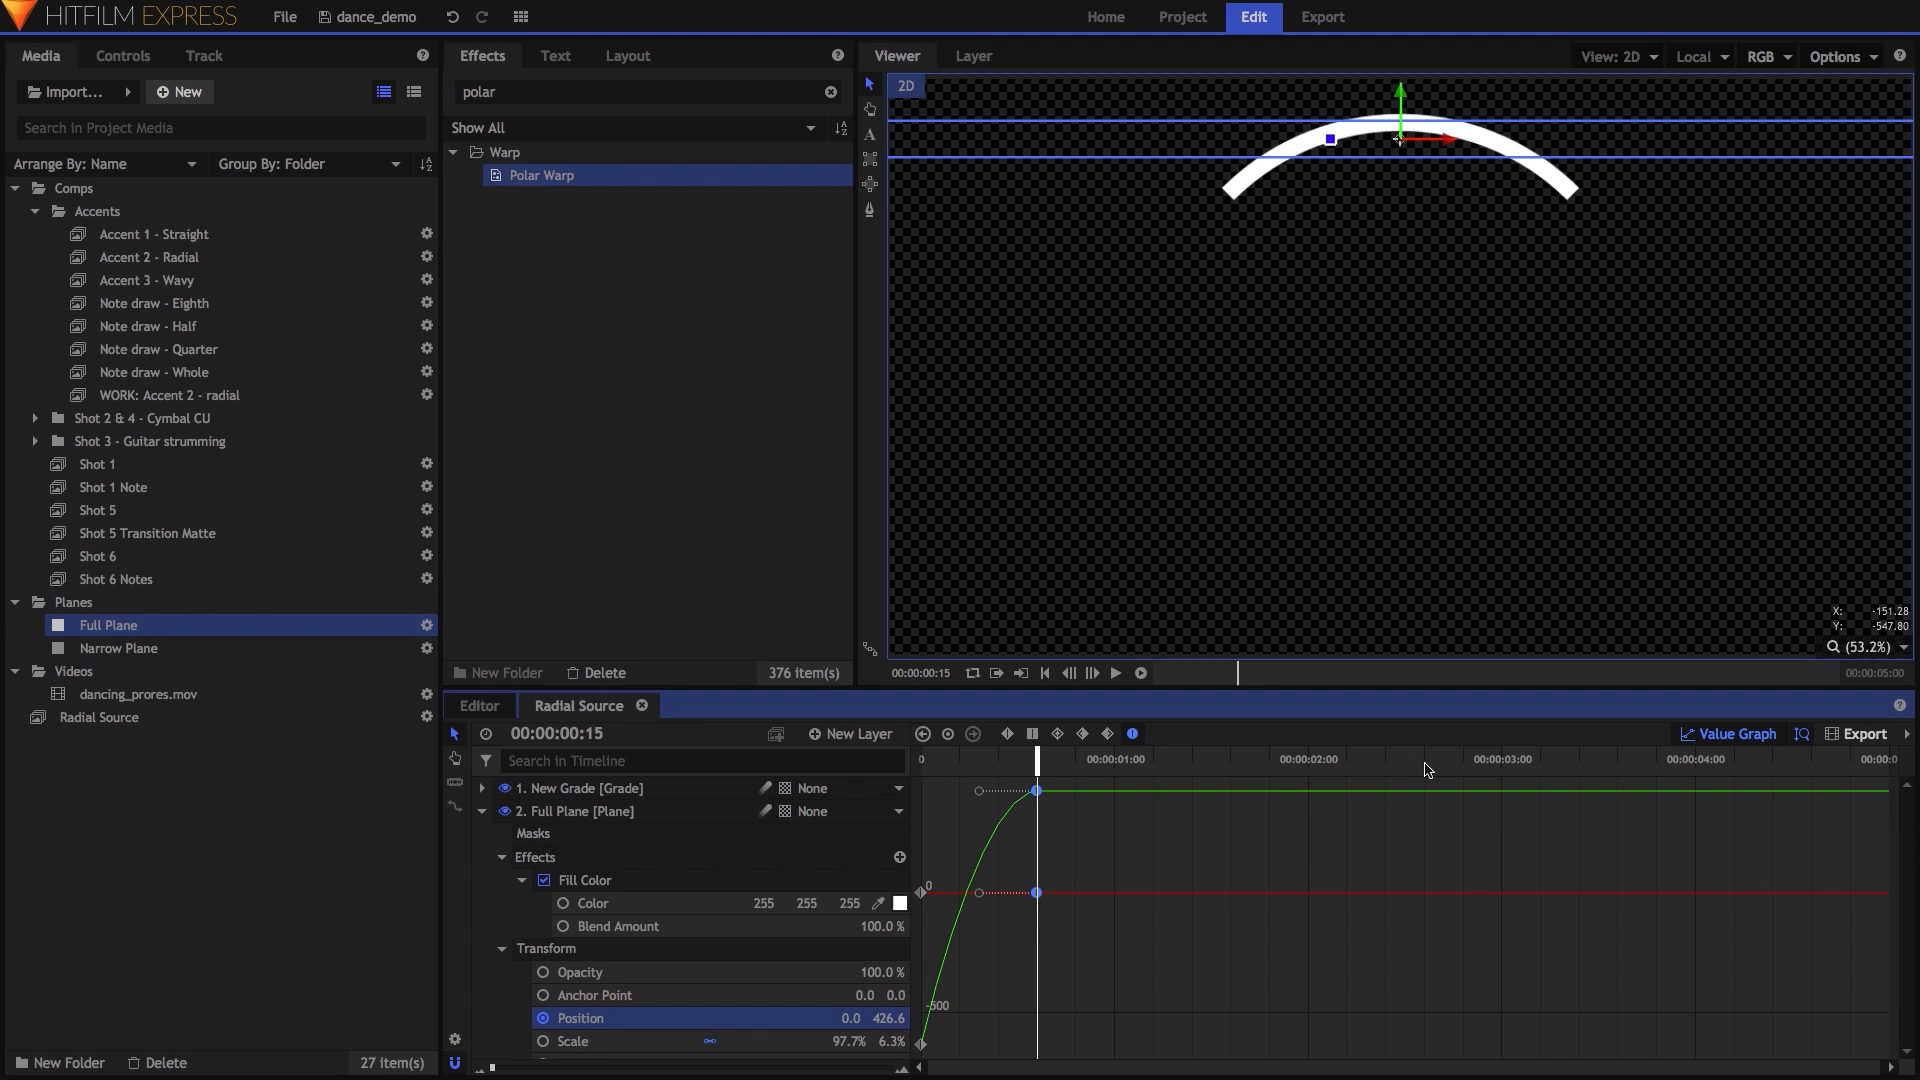 HITFILM EXPRESS File dance_demo Home Project Edit Export
Media Controls Track
Effects Text Layout
Viewer Layer View: 2D Local RGB Options
Import... New
Search in Project Media
Arrange By: Name Group By: Folder
Comps
Accents
Accent 1 - Straight
Accent 2 - Radial
Accent 3 - Wavy
Note draw - Eighth
Note draw - Half
Note draw - Quarter
Note draw - Whole
WORK: Accent 2 - radial
Shot 2 & 4 - Cymbal CU
Shot 3 - Guitar strumming
Shot 1
Shot 1 Note
Shot 5
Shot 5 Transition Matte
Shot 6
Shot 6 Notes
Planes
Full Plane
Narrow Plane
Videos
dancing_prores.mov
Radial Source
New Folder Delete 27 item(s)
polar
Show All
Warp
Polar Warp
New Folder Delete 376 item(s)
2D
X: -151.28
Y: -547.80
(53.2%)
00:00:00:15 00:00:05:00
Editor Radial Source
00:00:00:15 New Layer Value Graph Export
Search in Timeline
0 00:00:01:00 00:00:02:00 00:00:03:00 00:00:04:00 00:00:0
1. New Grade [Grade] None
2. Full Plane [Plane] None
Masks
Effects
Fill Color
Color 255 255 255
Blend Amount 100.0 %
Transform
Opacity 100.0 %
Anchor Point 0.0 0.0
Position 0.0 426.6
Scale 97.7% 6.3%
0
-500